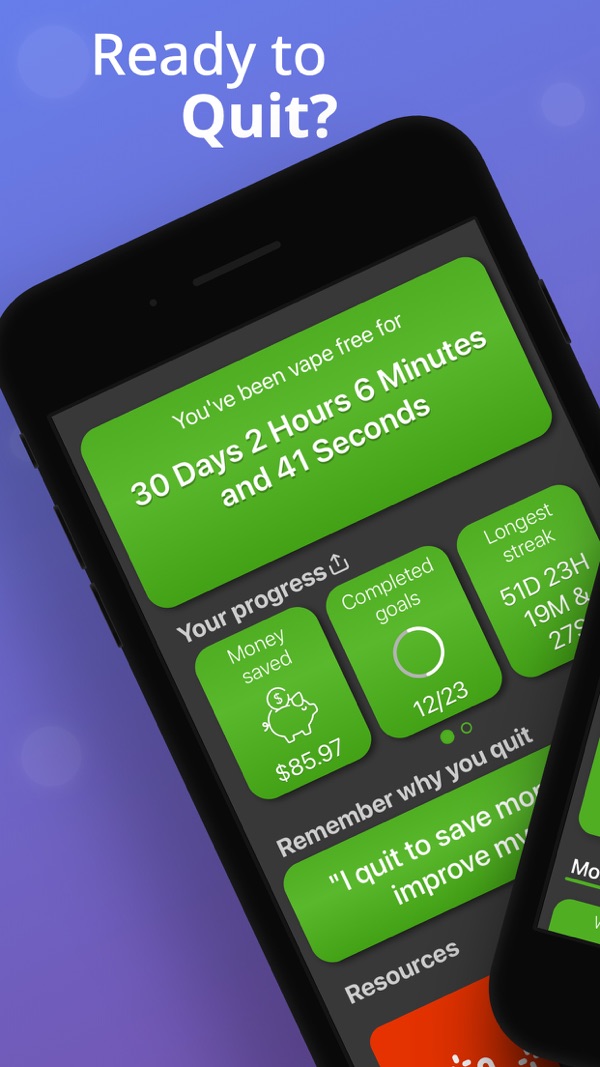 Ready to
Quit?
You've been vape free for
30 Days 2 Hours 6 Minutes
and 41 Seconds
Your progress
Money
saved
$85.97
Completed
goals
12/23
Longest
streak
51D 23H
19M &
27S
Remember why you quit
"I quit to save
improve my
Resources